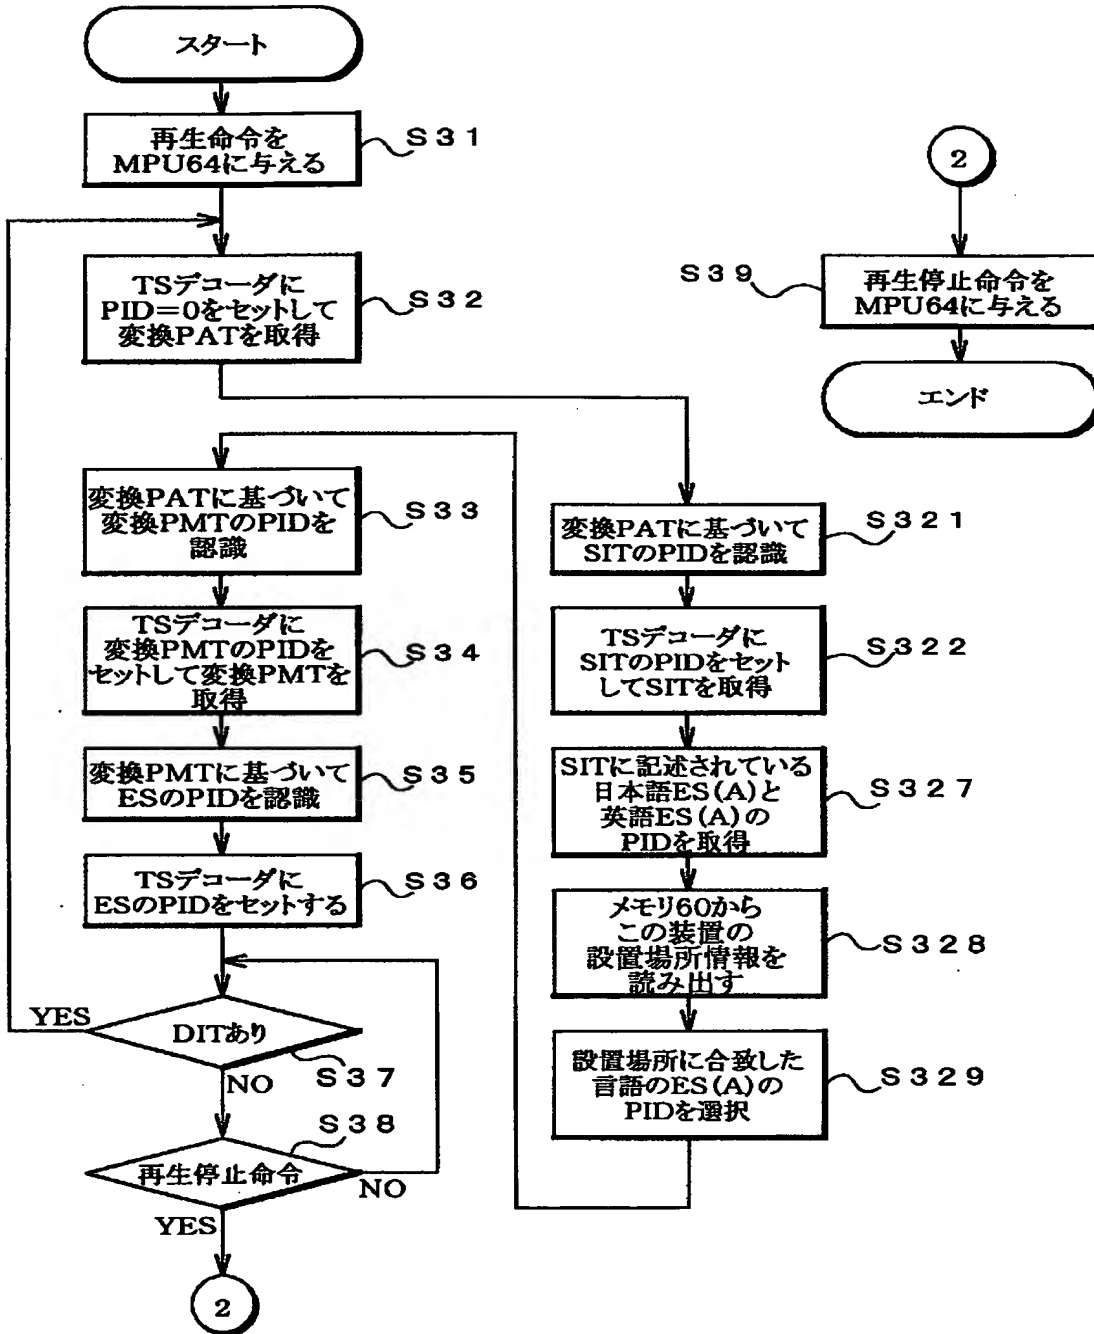 スタート
再生命令を
MPU64に与える
S31
TSデコーダに
PID=0をセットして
変換PATを取得
S32
変換PATに基づいて
SITのPIDを認識
S321
TSデコーダに
SITのPIDをセット
してSITを取得
S322
SITに記述されている
日本語ES(A)と
英語ES(A)の
PIDを取得
S327
メモリ60から
この装置の
設置場所情報を
読み出す
S328
設置場所に合致した
言語のES(A)の
PIDを選択
S329
変換PATに基づいて
変換PMTのPIDを
認識
S33
TSデコーダに
変換PMTのPIDを
セットして変換PMTを
取得
S34
変換PMTに基づいて
ESのPIDを認識
S35
TSデコーダに
ESのPIDをセットする
S36
YES
DITあり
S37
NO
S38
再生停止命令
NO
YES
2
2
S39
再生停止命令を
MPU64に与える
エンド